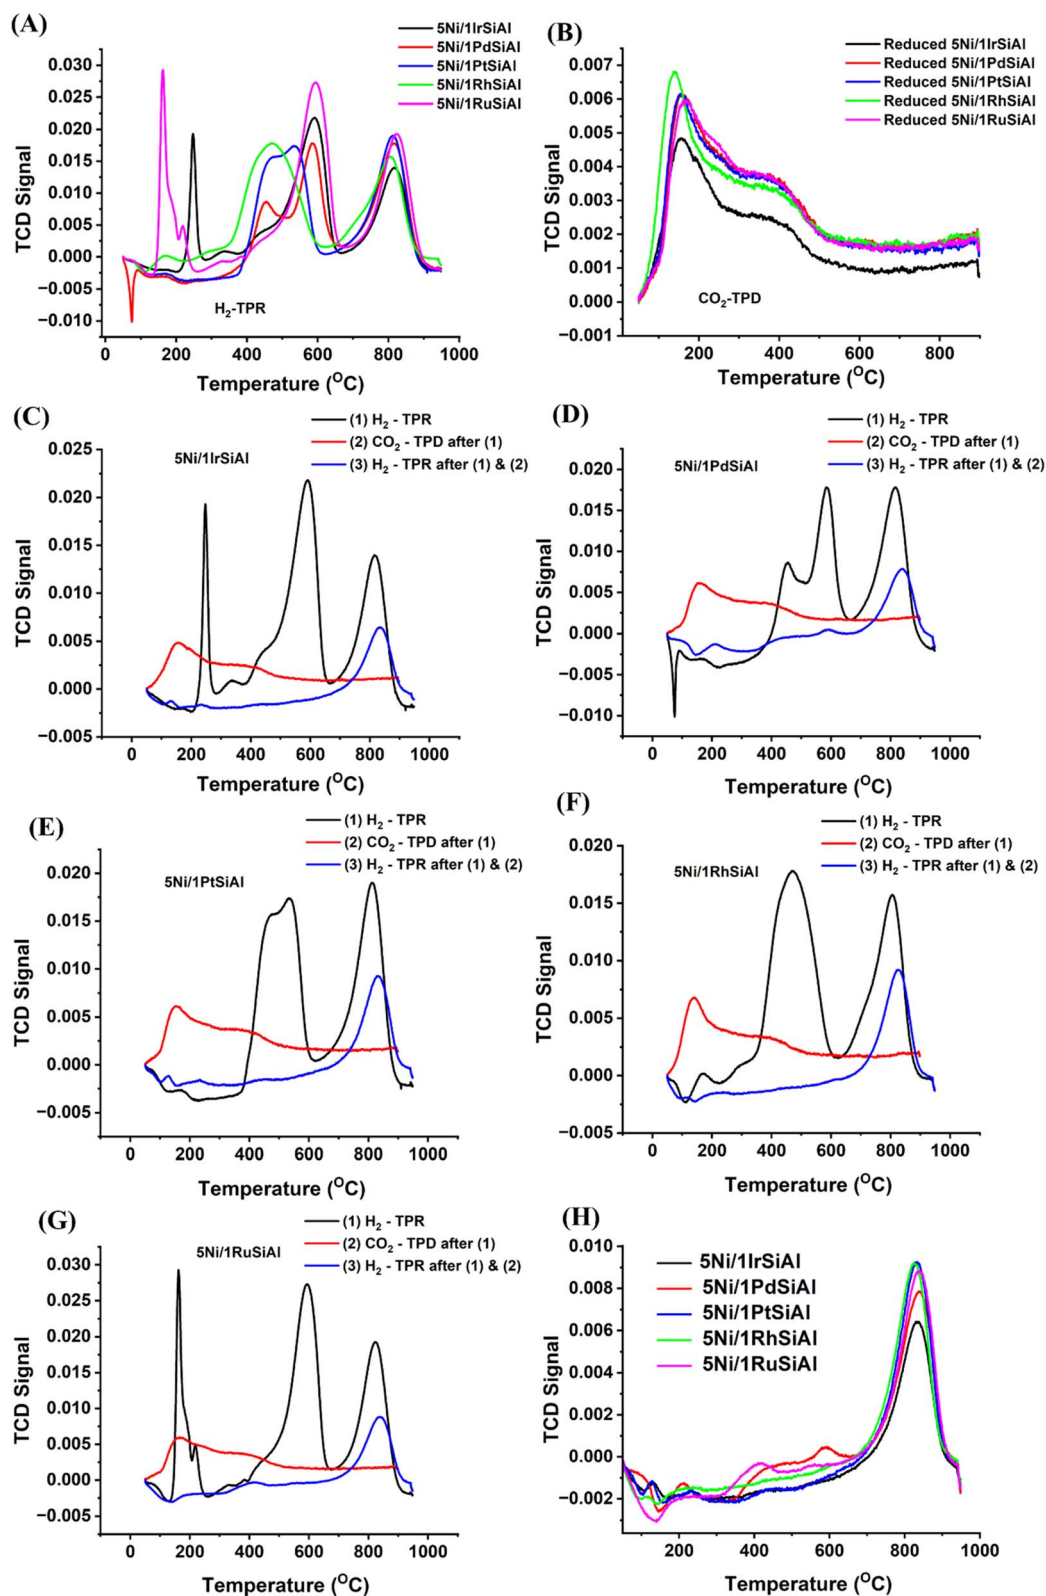 (A)
5Ni/1IrSiAl
5Ni/1PdSiAl
5Ni/1PtSiAl
5Ni/1RhSiAl
5Ni/1RuSiAl
0.030
0.025
0.020
0.015
0.010
0.005
0.000
−0.005
−0.010
TCD Signal
H₂-TPR
0 200 400 600 800 1000
Temperature (ᴼC)
(B)
Reduced 5Ni/1IrSiAl
Reduced 5Ni/1PdSiAl
Reduced 5Ni/1PtSiAl
Reduced 5Ni/1RhSiAl
Reduced 5Ni/1RuSiAl
0.007
0.006
0.005
0.004
0.003
0.002
0.001
0.000
−0.001
TCD Signal
CO₂-TPD
200 400 600 800
Temperature (ᴼC)
(C)
(1) H₂ - TPR
(2) CO₂ - TPD after (1)
(3) H₂ - TPR after (1) & (2)
5Ni/1IrSiAl
0.025
0.020
0.015
0.010
0.005
0.000
−0.005
TCD Signal
0 200 400 600 800 1000
Temperature (ᴼC)
(D)
(1) H₂ - TPR
(2) CO₂ - TPD after (1)
(3) H₂ - TPR after (1) & (2)
5Ni/1PdSiAl
0.020
0.015
0.010
0.005
0.000
−0.005
−0.010
TCD Signal
0 200 400 600 800 1000
Temperature (ᴼC)
(E)
(1) H₂ - TPR
(2) CO₂ - TPD after (1)
(3) H₂ - TPR after (1) & (2)
5Ni/1PtSiAl
0.020
0.015
0.010
0.005
0.000
−0.005
TCD Signal
0 200 400 600 800 1000
Temperature (ᴼC)
(F)
(1) H₂ - TPR
(2) CO₂ - TPD after (1)
(3) H₂ - TPR after (1) & (2)
5Ni/1RhSiAl
0.020
0.015
0.010
0.005
0.000
−0.005
TCD Signal
0 200 400 600 800 1000
Temperature (ᴼC)
(G)
(1) H₂ - TPR
(2) CO₂ - TPD after (1)
(3) H₂ - TPR after (1) & (2)
5Ni/1RuSiAl
0.030
0.025
0.020
0.015
0.010
0.005
0.000
−0.005
TCD Signal
0 200 400 600 800 1000
Temperature (ᴼC)
(H)
5Ni/1IrSiAl
5Ni/1PdSiAl
5Ni/1PtSiAl
5Ni/1RhSiAl
5Ni/1RuSiAl
0.010
0.008
0.006
0.004
0.002
0.000
−0.002
TCD Signal
200 400 600 800 1000
Temperature (ᴼC)